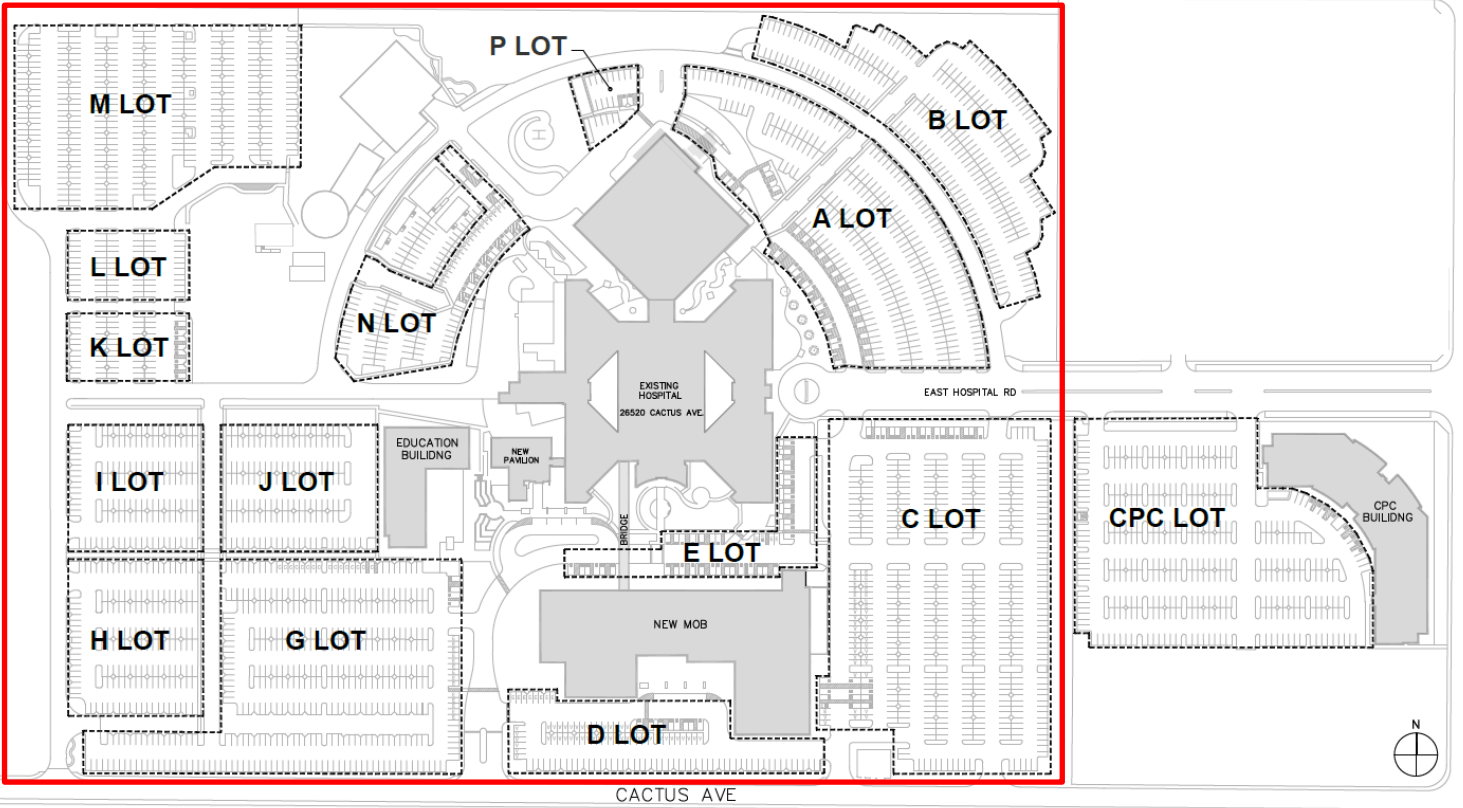 P LOT
M LOT
B LOT
A LOT
L LOT
N LOT
K LOT
H
EXISTING
HOSPITAL
26520 CACTUS AVE.
EAST HOSPITAL RD
EDUCATION
BUILIDNG
NEW
PAVILION
I LOT
J LOT
BRIDGE
E LOT
C LOT
CPC LOT
CPC
BUILIDNG
H LOT
G LOT
NEW MOB
D LOT
N
CACTUS AVE